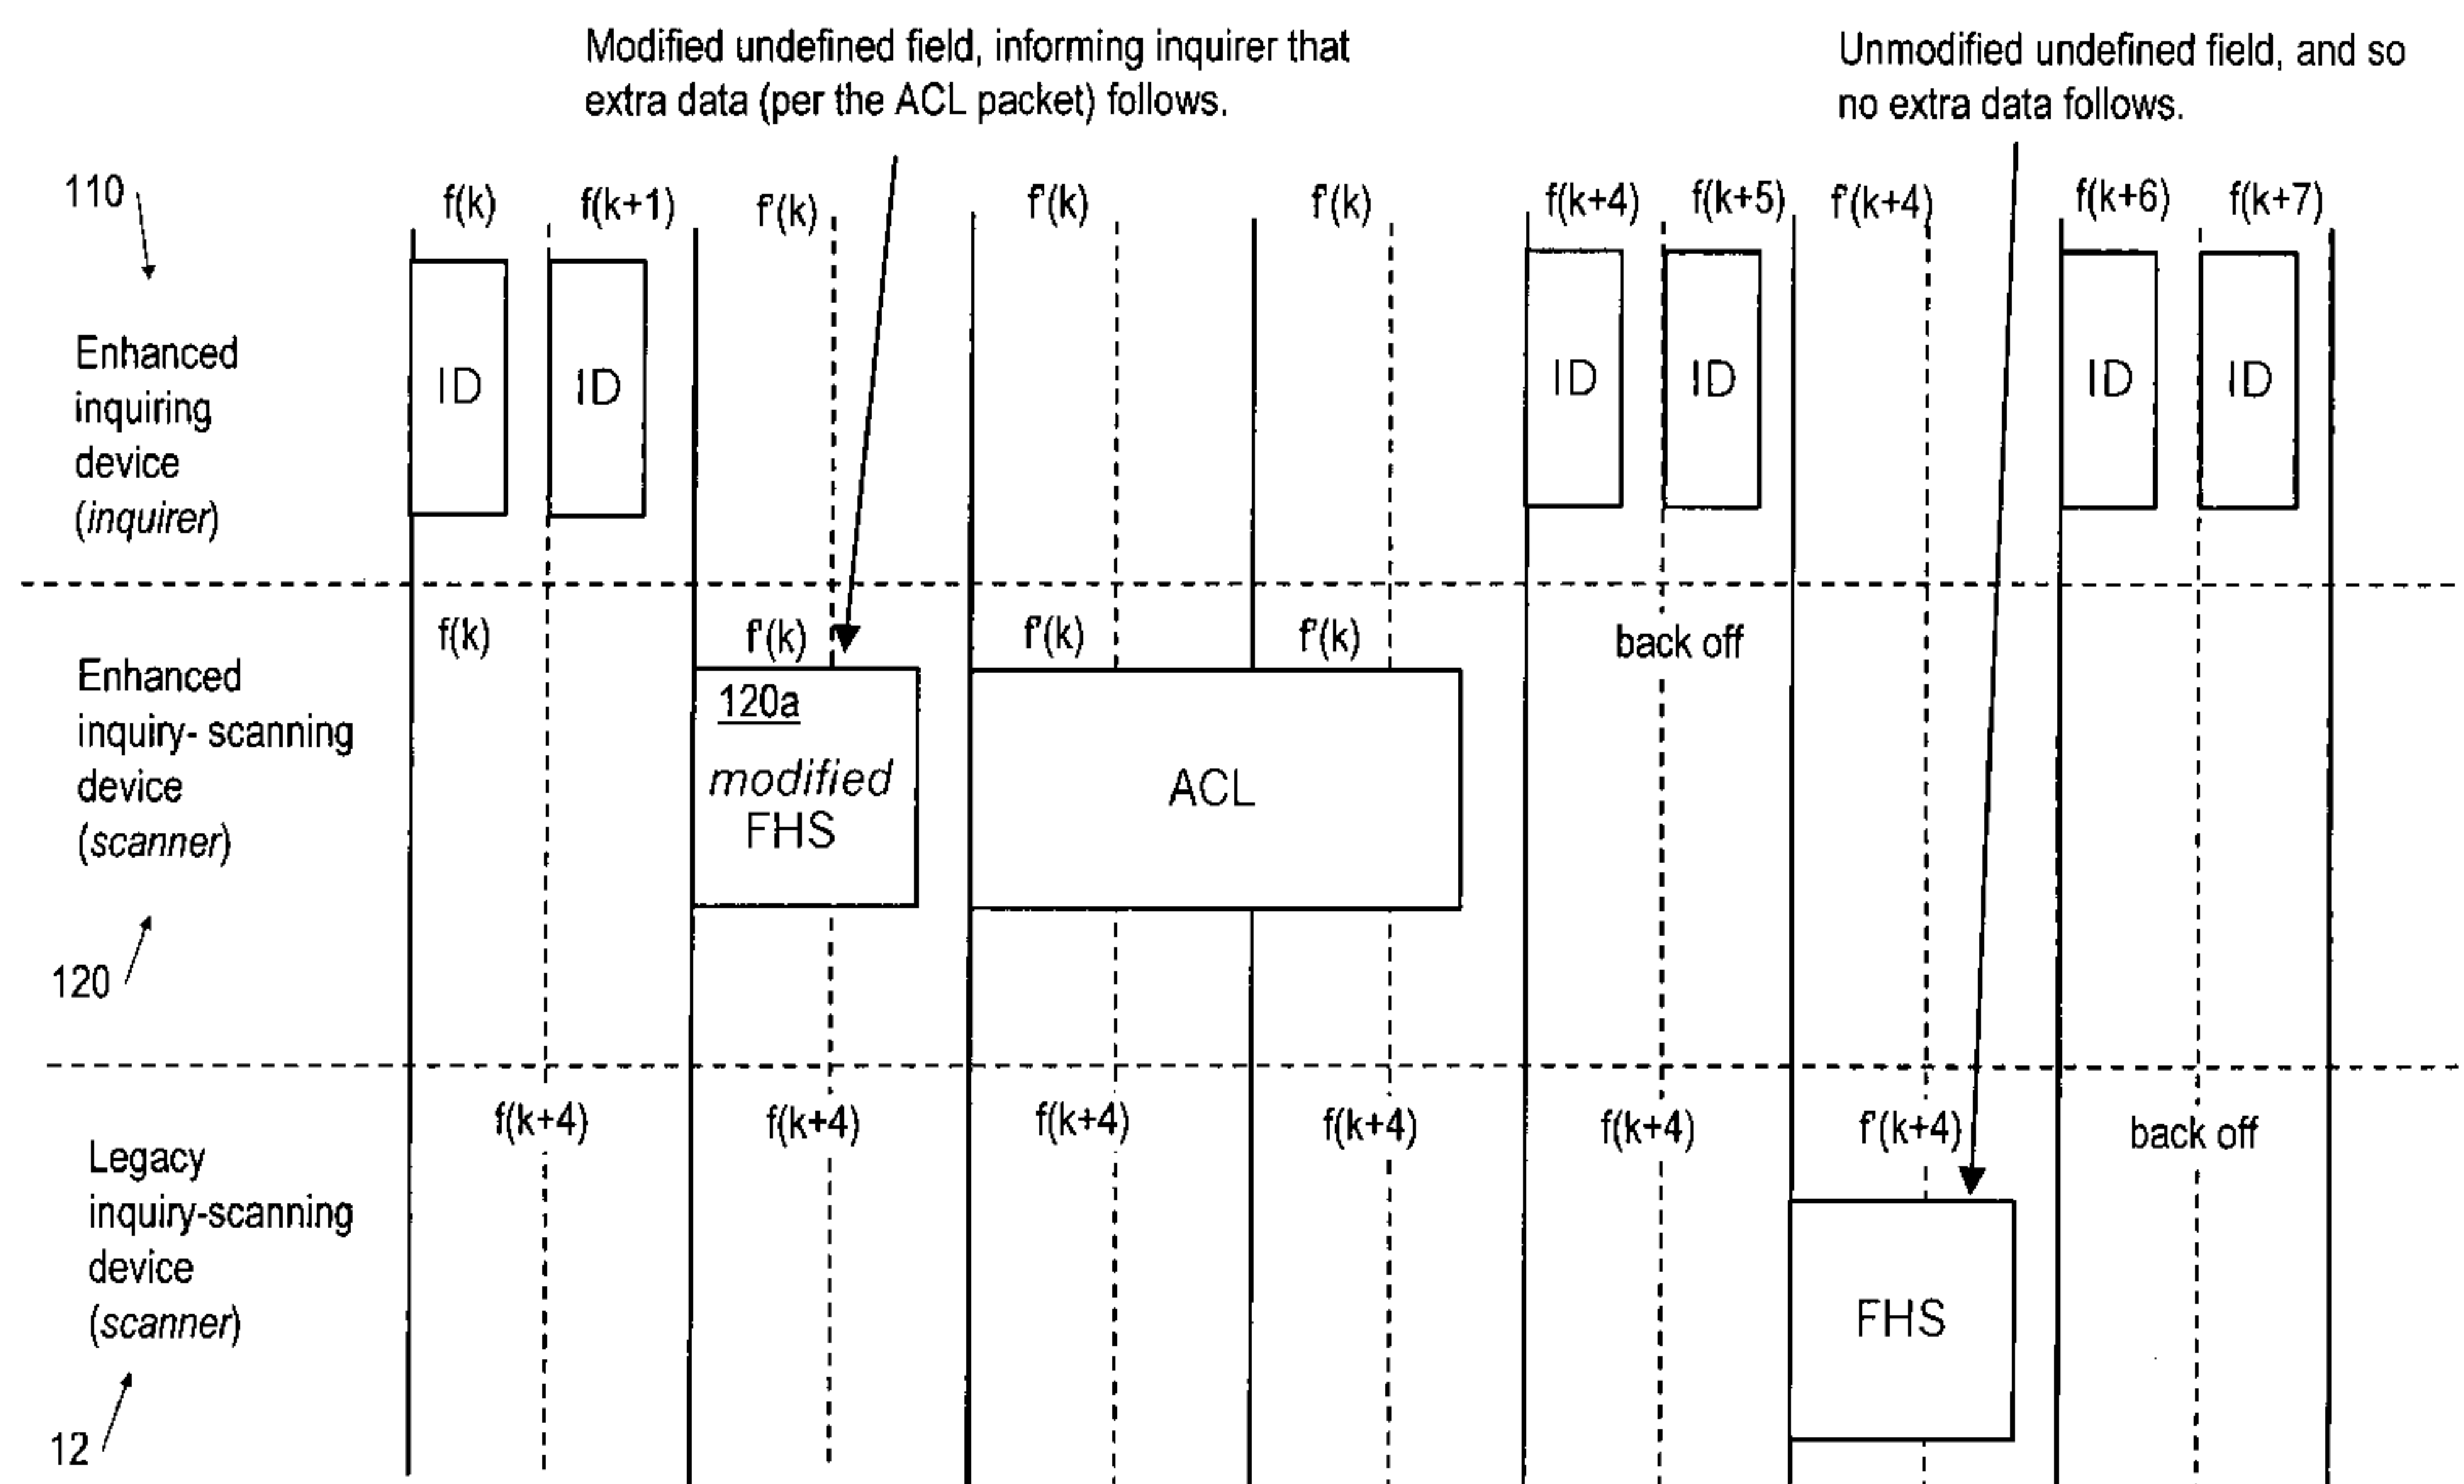 Modified undefined field, informing inquirer that
extra data (per the ACL packet) follows.
Unmodified undefined field, and so
no extra data follows.
110
f(k) f(k+1) f'(k) f'(k) f'(k) f(k+4) f(k+5) f'(k+4) f(k+6) f(k+7)
Enhanced
inquiring
device
(inquirer)
ID ID ID ID ID ID
f(k) f'(k) f'(k) f'(k) back off
Enhanced
inquiry- scanning
device
(scanner)
120a
modified
FHS
ACL
120
f(k+4) f(k+4) f(k+4) f(k+4) f(k+4) f'(k+4) back off
Legacy
inquiry-scanning
device
(scanner)
FHS
12